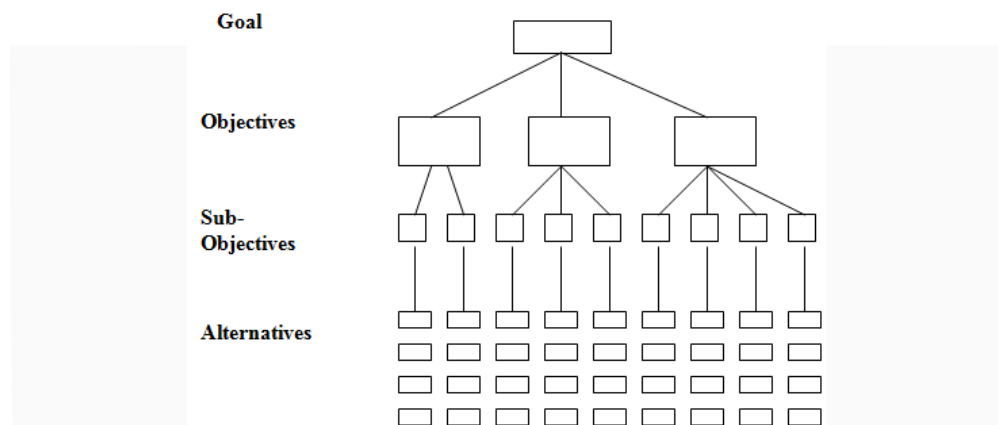 Goal
Objectives
Sub-
Objectives
Alternatives